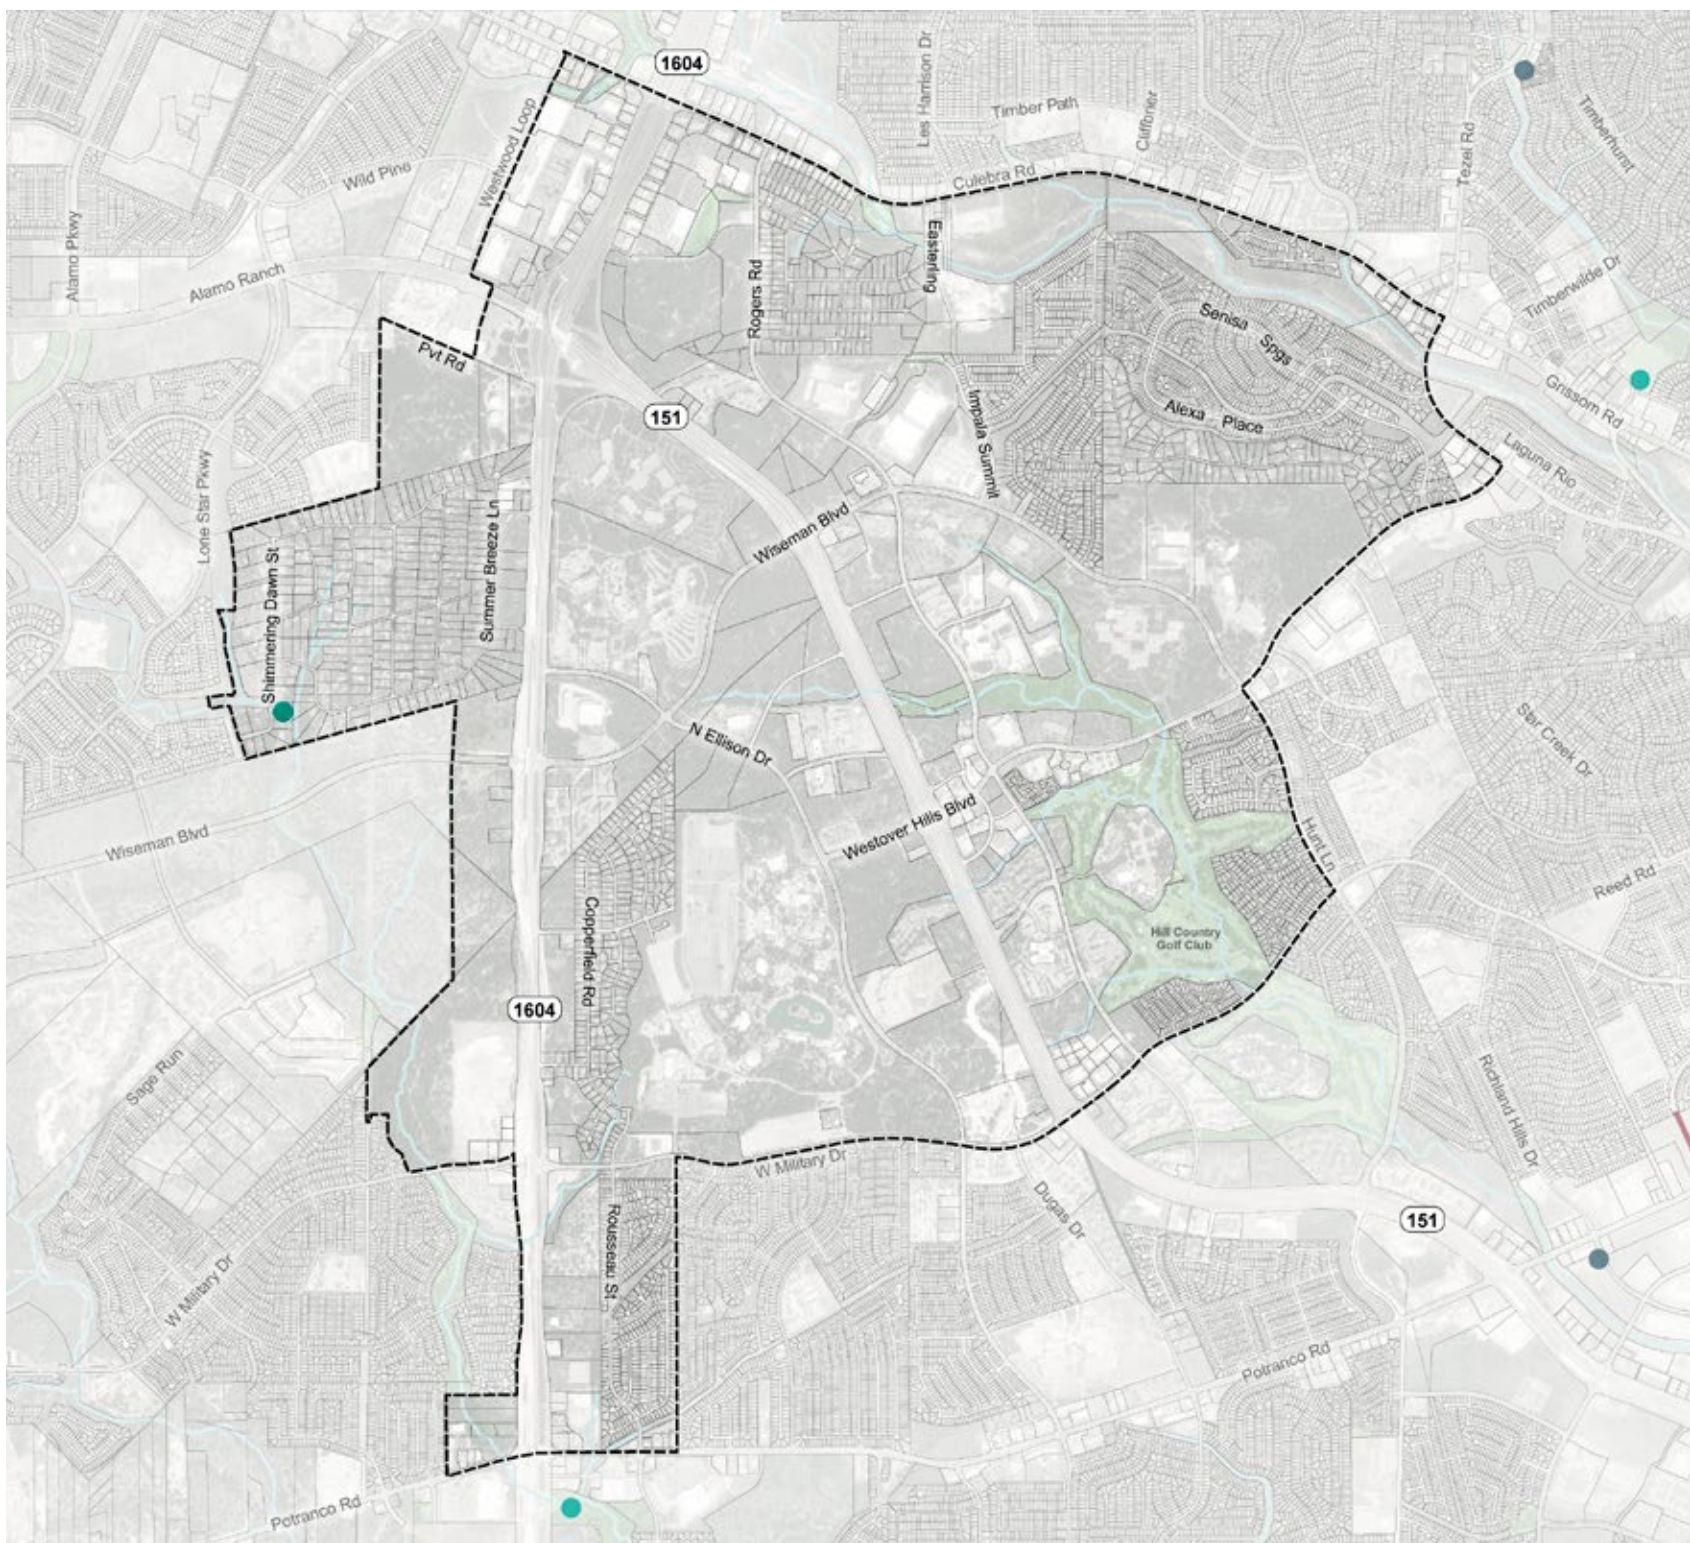 1604
Les Harrison Dr
Timber Path
Cliffbrier
Tezel Rd
Timberhurst
Westwood Loop
Wild Pine
Culebra Rd
Alamo Pkwy
Alamo Ranch
Easterling
Rogers Rd
Timberwilde Dr
Senisa Spgs
Pvt Rd
Grissom Rd
151
Impala Summit
Alexa Place
Laguna Rio
Lone Star Pkwy
Summer Breeze Ln
Wiseman Blvd
Shimmering Dawn St
N Ellison Dr
Star Creek Dr
Westover Hills Blvd
Wiseman Blvd
Hunt Ln
Reed Rd
Copperfield Rd
Hill Country
Golf Club
1604
Sage Run
Richland Hills Dr
W Military Dr
Dugas Dr
Rousseau St
151
W Military Dr
Potranco Rd
Potranco Rd